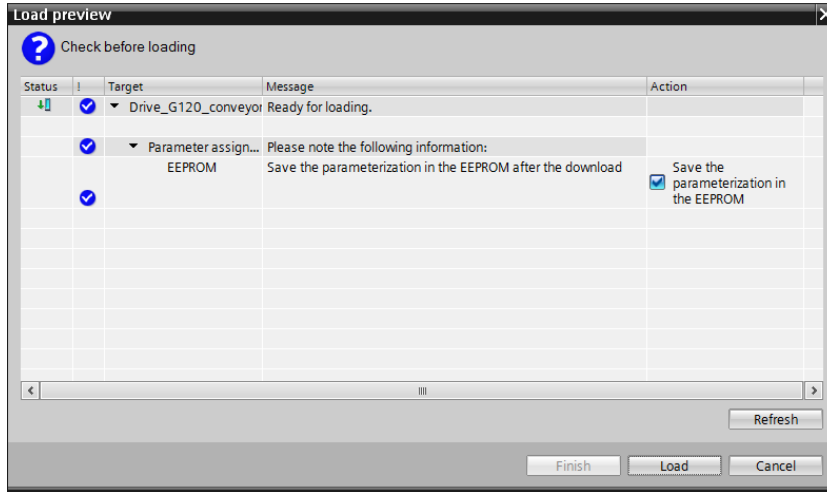 Load preview
Check before loading
Status ! Target Message Action
Drive_G120_conveyor Ready for loading.
Parameter assign... Please note the following information:
EEPROM Save the parameterization in the EEPROM after the download Save the
parameterization in
the EEPROM
Refresh
Finish Load Cancel